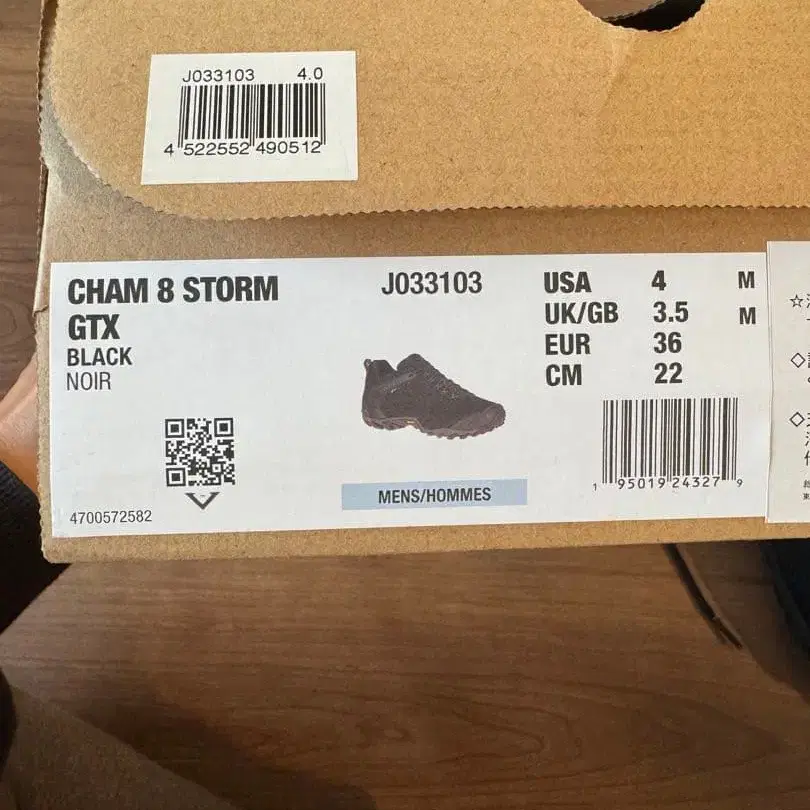 J033103 4.0
4 522552 490512
CHAM 8 STORM
GTX
BLACK
NOIR
4700572582
J033103
MENS/HOMMES
USA 4 M
UK/GB 3.5 M
EUR 36
CM 22
1 95019 24327 9
☆
◇
◇